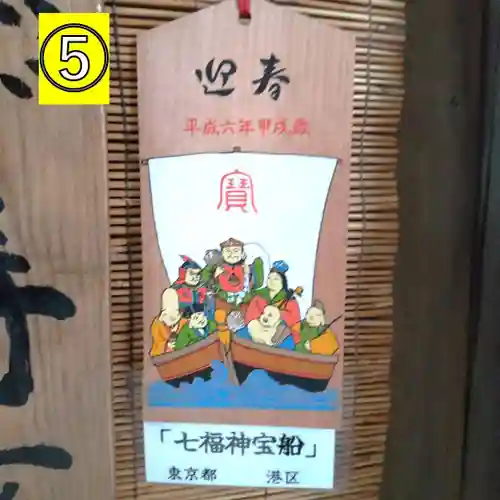 ⑤
迎春
平成六年甲戌歳
寳
「七福神宝船」
東京都 港区